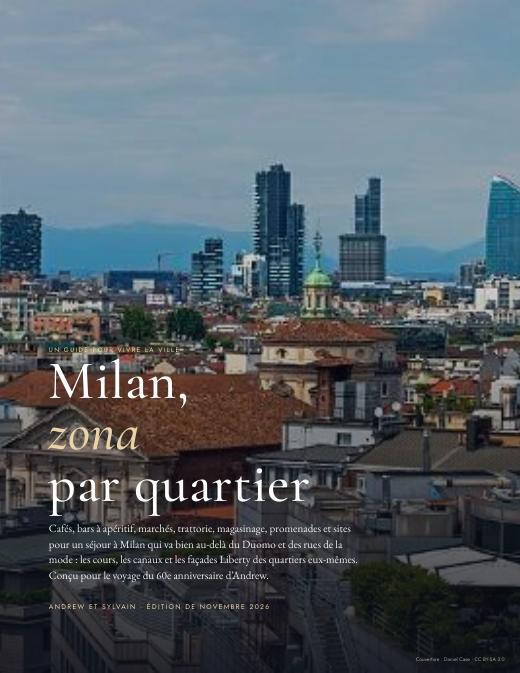 UN GUIDE POUR VIVRE LA VILLE
Milan,
zona
par quartier
Cafés, bars à apéritif, marchés, trattorie, magasinage, promenades et sites
pour un séjour à Milan qui va bien au-delà du Duomo et des rues de la
mode : les cours, les canaux et les façades Liberty des quartiers eux-mêmes.
Conçu pour le voyage du 60e anniversaire d'Andrew.
ANDREW ET SYLVAIN · ÉDITION DE NOVEMBRE 2026
Couverture : Daniel Case · CC BY-SA 3.0